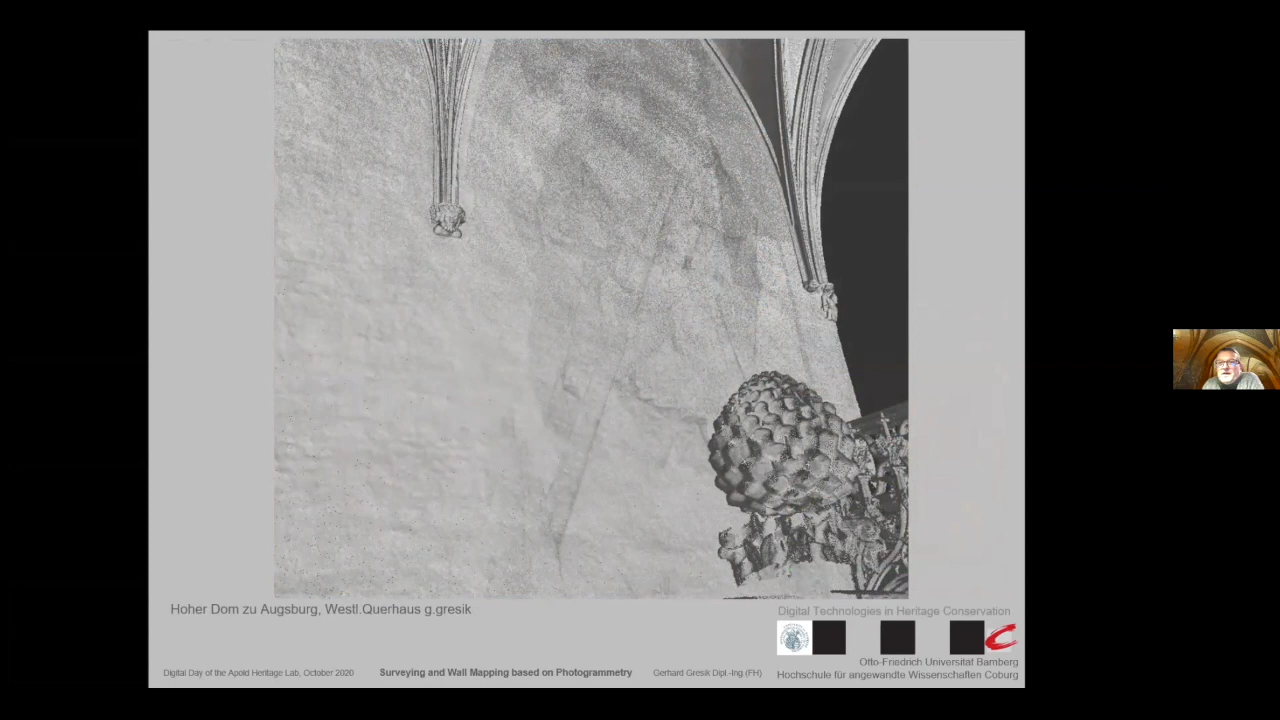 Hoher Dom zu Augsburg, Westl.Querhaus g.gresik
Digital Technologies in Heritage Conservation
Otto-Friedrich Universität Bamberg
Hochschule für angewandte Wissenschaften Coburg
Digital Day of the Apold Heritage Lab, October 2020
Surveying and Wall Mapping based on Photogrammetry
Gerhard Gresik Dipl.-Ing (FH)